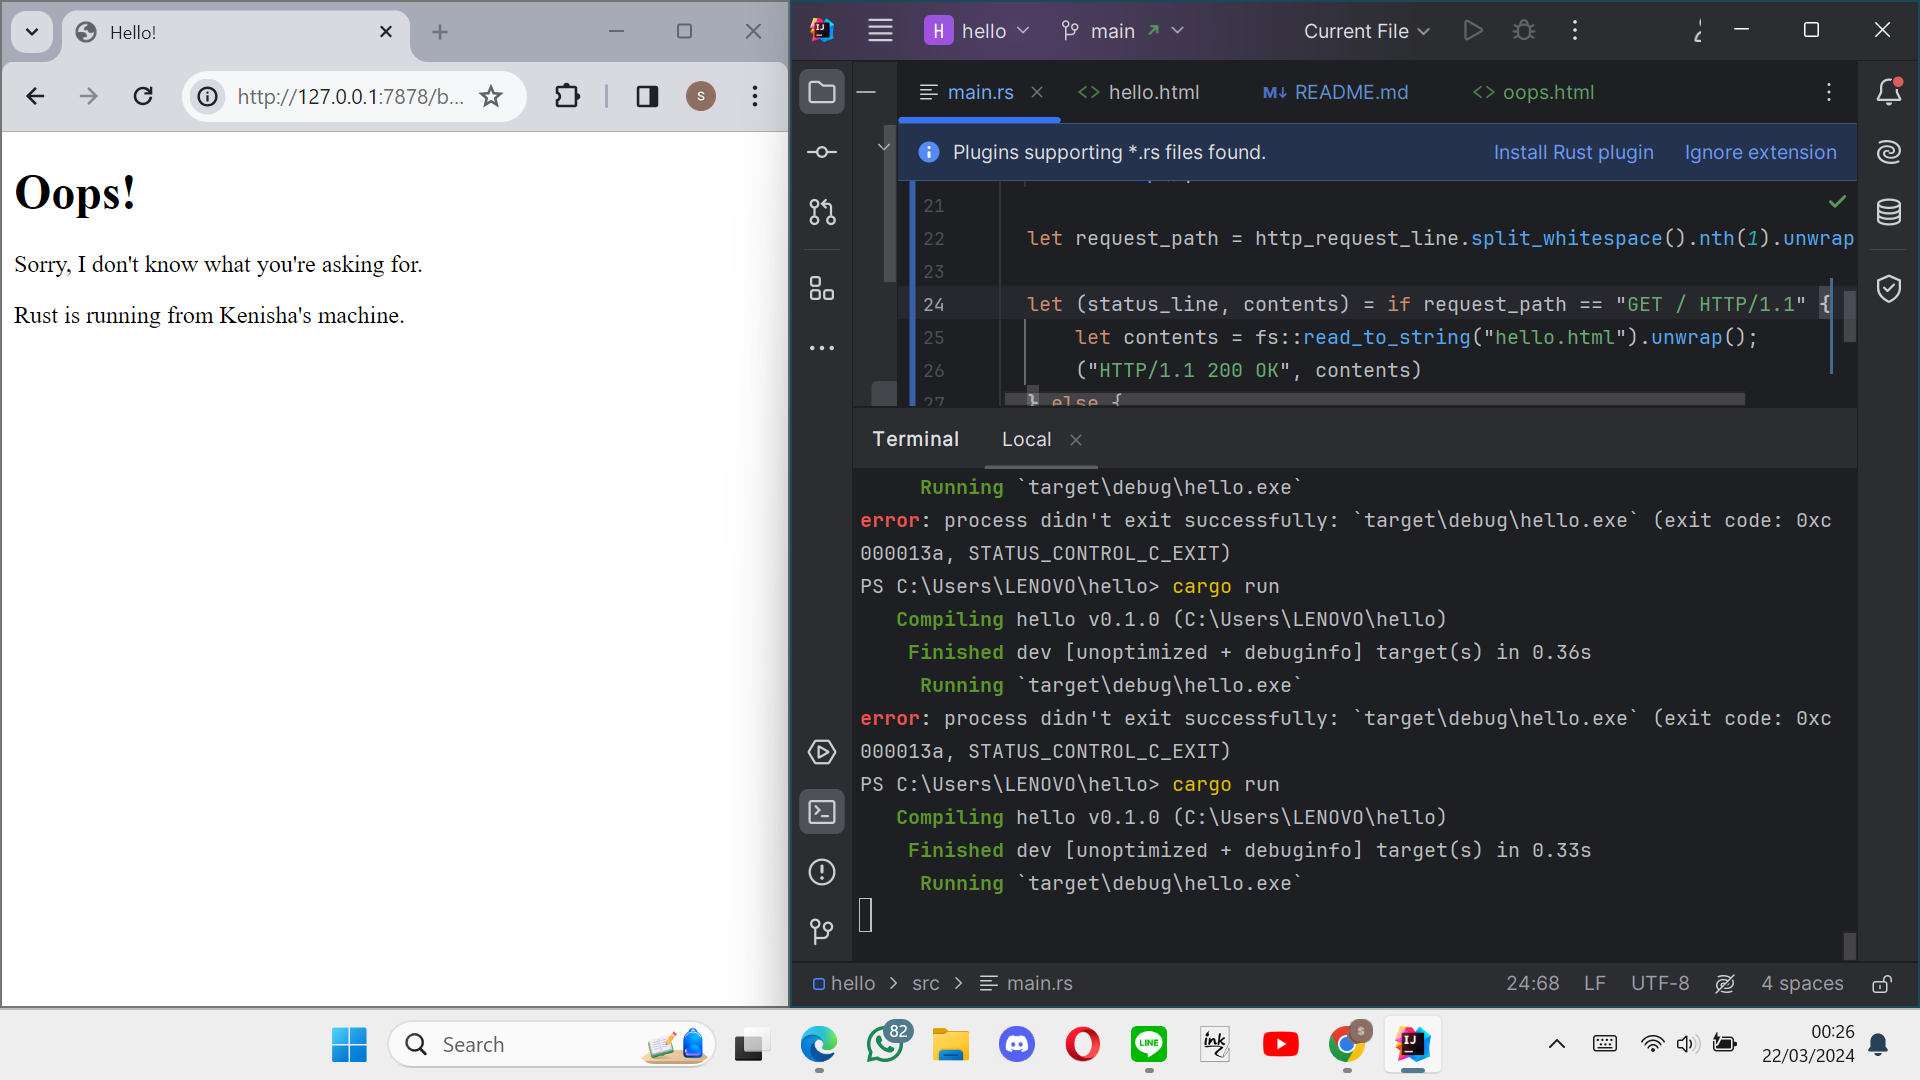 Hello!
http://127.0.0.1:7878/b...
S
Oops!
Sorry, I don't know what you're asking for.
Rust is running from Kenisha's machine.
H hello
main
Current File
main.rs
hello.html
M↓ README.md
oops.html
Plugins supporting *.rs files found.
Install Rust plugin
Ignore extension
21
22 let request_path = http_request_line.split_whitespace().nth(1).unwrap
23
24 let (status_line, contents) = if request_path == "GET / HTTP/1.1" {
25 let contents = fs::read_to_string("hello.html").unwrap();
26 ("HTTP/1.1 200 OK", contents)
27 } else {
Terminal
Local
Running `target\debug\hello.exe`
error: process didn't exit successfully: `target\debug\hello.exe` (exit code: 0xc
000013a, STATUS_CONTROL_C_EXIT)
PS C:\Users\LENOVO\hello> cargo run
Compiling hello v0.1.0 (C:\Users\LENOVO\hello)
Finished dev [unoptimized + debuginfo] target(s) in 0.36s
Running `target\debug\hello.exe`
error: process didn't exit successfully: `target\debug\hello.exe` (exit code: 0xc
000013a, STATUS_CONTROL_C_EXIT)
PS C:\Users\LENOVO\hello> cargo run
Compiling hello v0.1.0 (C:\Users\LENOVO\hello)
Finished dev [unoptimized + debuginfo] target(s) in 0.33s
Running `target\debug\hello.exe`
hello > src > main.rs
24:68
LF
UTF-8
4 spaces
Search
82
LINE
ink
S
IJ
00:26
22/03/2024